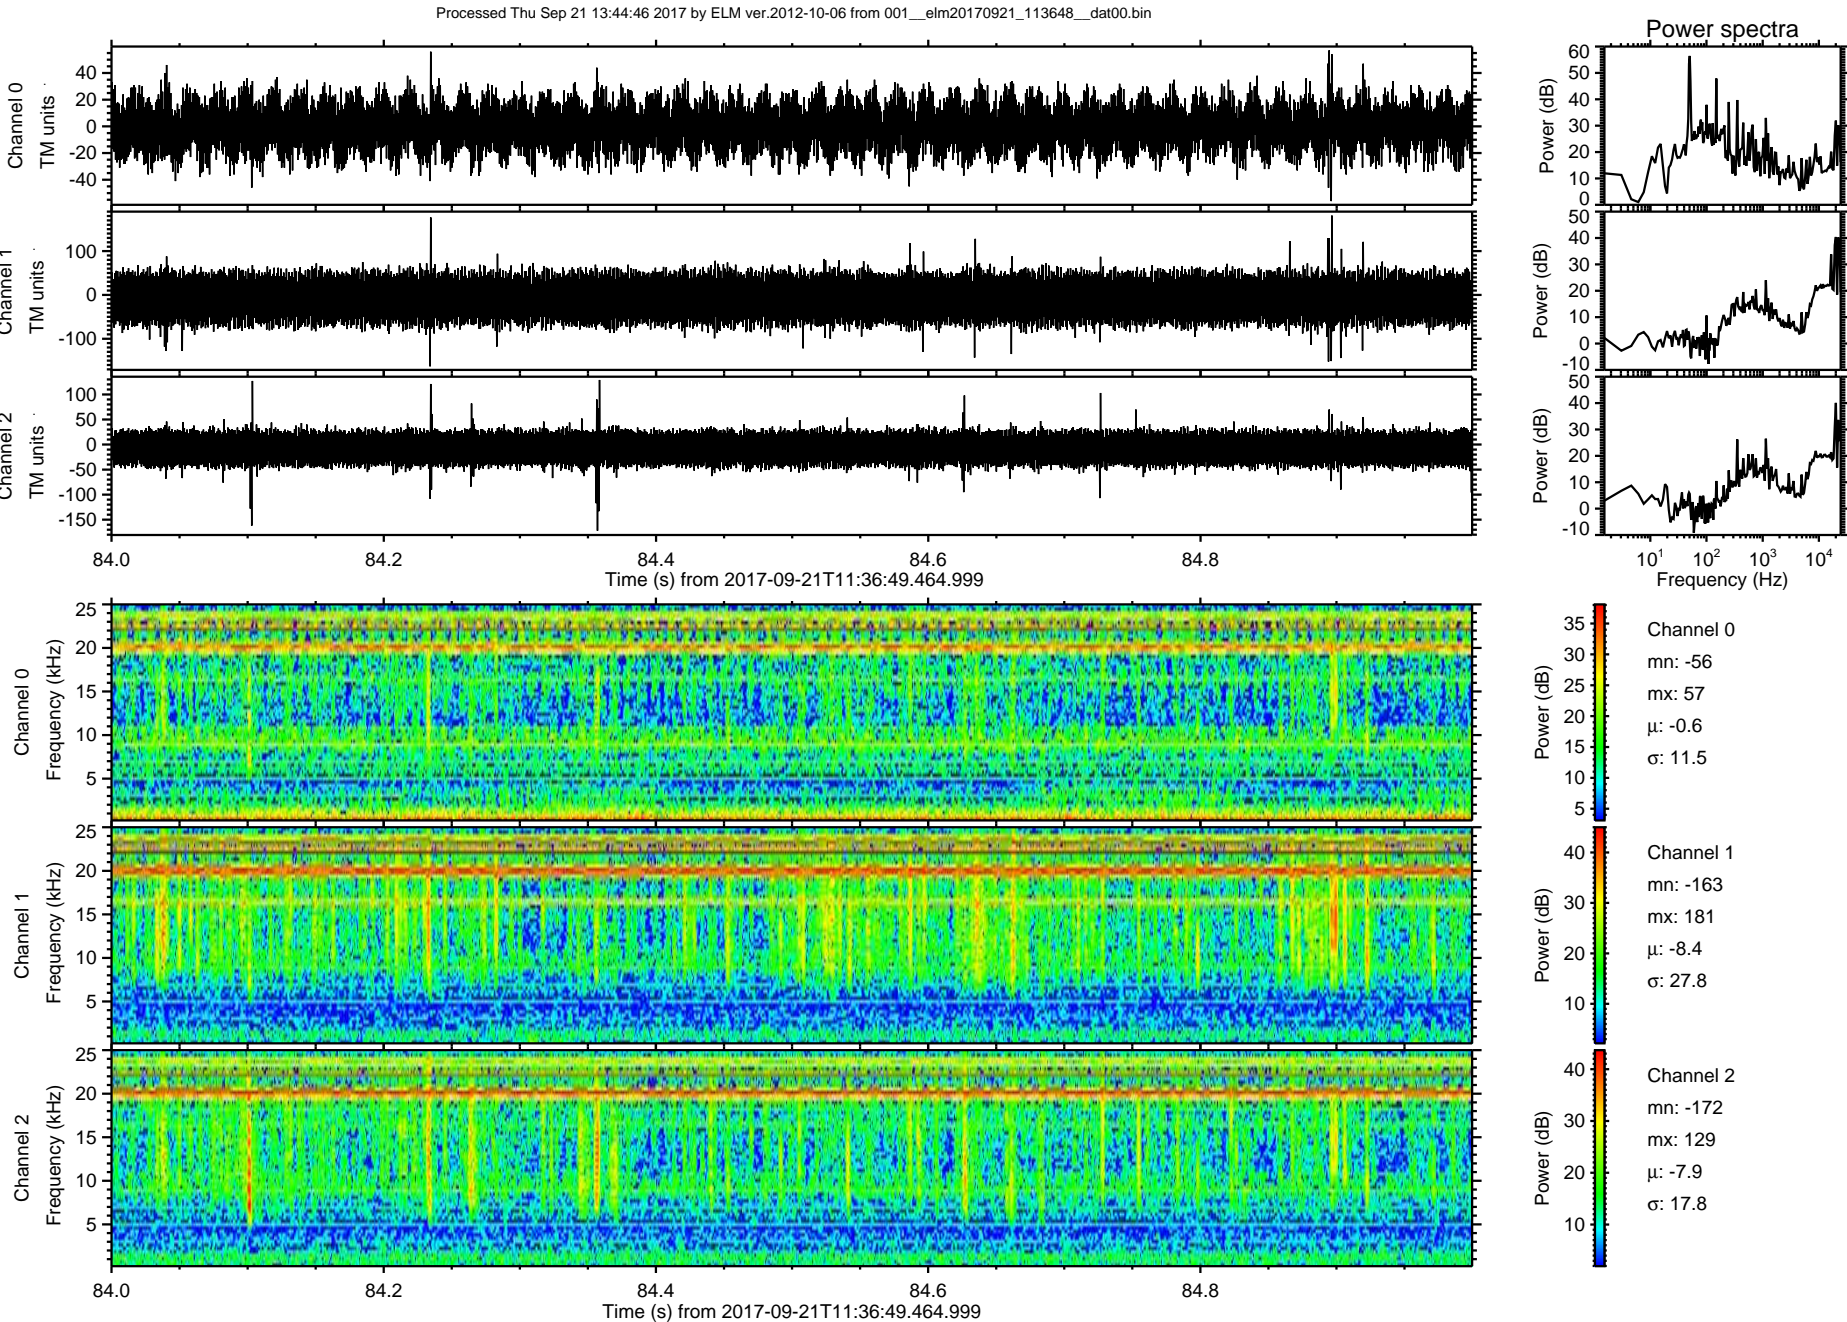 Processed Thu Sep 21 13:44:46 2017 by ELM ver.2012-10-06 from 001__elm20170921_113648__dat00.bin
Power spectra
Channel 0
TM units
40
20
0
-20
-40
Power (dB)
60
50
40
30
20
10
0
Channel 1
TM units
100
0
-100
Power (dB)
50
40
30
20
10
0
-10
Channel 2
TM units
100
50
0
-50
-100
-150
Power (dB)
50
40
30
20
10
0
-10
84.0 84.2 84.4 84.6 84.8
Time (s) from 2017-09-21T11:36:49.464.999
10^1 10^2 10^3 10^4
Frequency (Hz)
Channel 0
Frequency (kHz)
25
20
15
10
5
Power (dB)
35
30
25
20
15
10
5
Channel 0
mn: -56
mx: 57
μ: -0.6
σ: 11.5
Channel 1
Frequency (kHz)
25
20
15
10
5
Power (dB)
40
30
20
10
Channel 1
mn: -163
mx: 181
μ: -8.4
σ: 27.8
Channel 2
Frequency (kHz)
25
20
15
10
5
Power (dB)
40
30
20
10
Channel 2
mn: -172
mx: 129
μ: -7.9
σ: 17.8
84.0 84.2 84.4 84.6 84.8
Time (s) from 2017-09-21T11:36:49.464.999